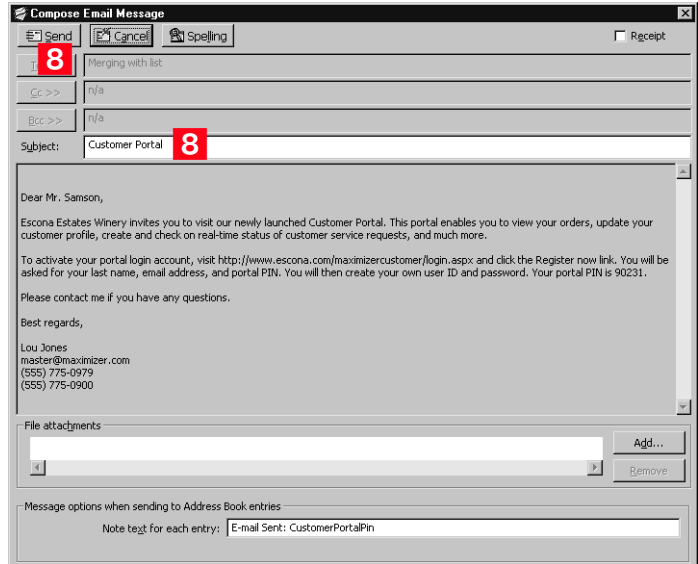 Compose Email Message
Send Cancel Spelling Receipt
8
Merging with list
Cc >> n/a
Bcc >> n/a
Subject: Customer Portal 8
Dear Mr. Samson,
Escona Estates Winery invites you to visit our newly launched Customer Portal. This portal enables you to view your orders, update your
customer profile, create and check on real-time status of customer service requests, and much more.
To activate your portal login account, visit http://www.escona.com/maximizercustomer/login.aspx and click the Register now link. You will be
asked for your last name, email address, and portal PIN. You will then create your own user ID and password. Your portal PIN is 90231.
Please contact me if you have any questions.
Best regards,
Lou Jones
master@maximizer.com
(555) 775-0979
(555) 775-0900
File attachments
Add...
Remove
Message options when sending to Address Book entries
Note text for each entry: E-mail Sent: CustomerPortalPin